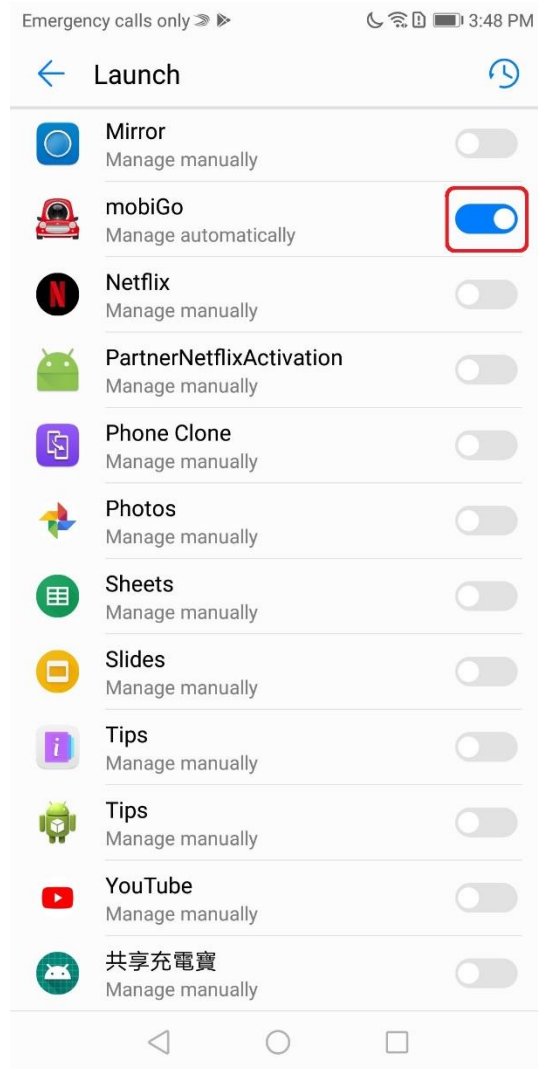 Emergency calls only 3:48 PM
Launch
Mirror
Manage manually
mobiGo
Manage automatically
N
Netflix
Manage manually
PartnerNetflixActivation
Manage manually
Phone Clone
Manage manually
Photos
Manage manually
Sheets
Manage manually
Slides
Manage manually
i
Tips
Manage manually
Tips
Manage manually
YouTube
Manage manually
共享充電寶
Manage manually